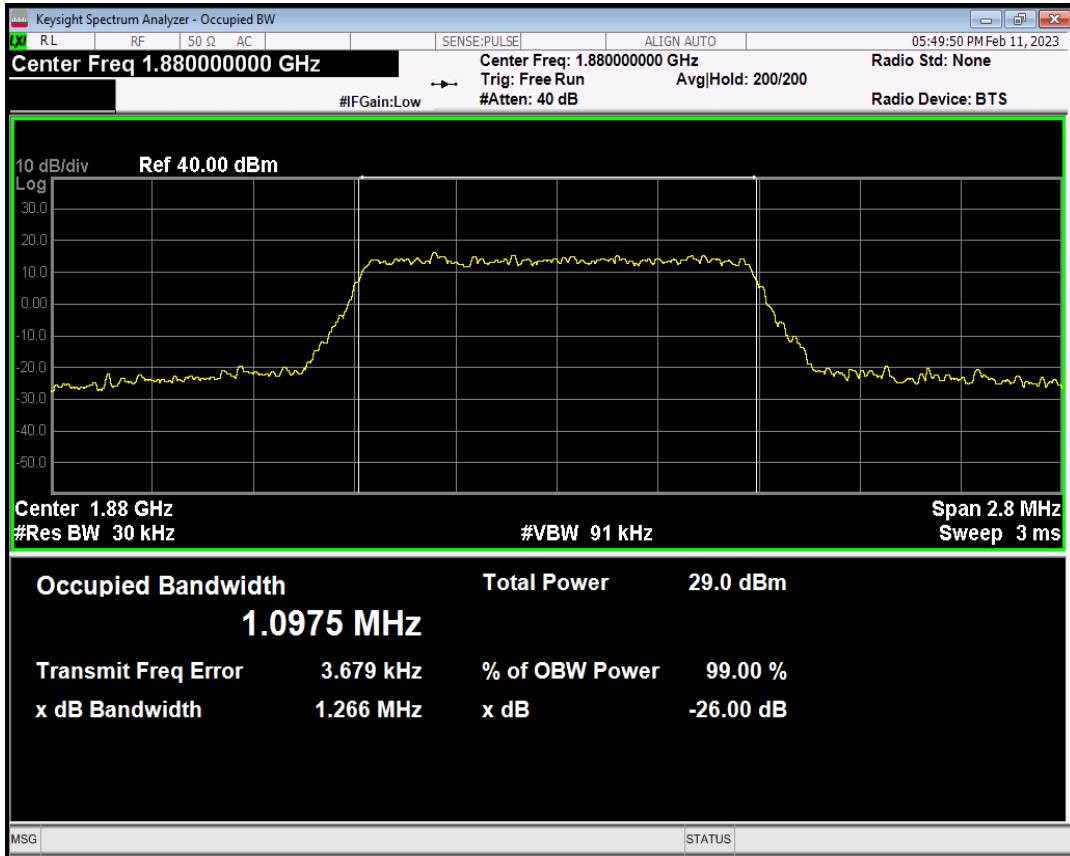 Keysight Spectrum Analyzer - Occupied BW
LXI RL RF 50 Ω AC SENSE:PULSE ALIGN AUTO 05:49:50 PM Feb 11, 2023
Center Freq 1.880000000 GHz Center Freq: 1.880000000 GHz Radio Std: None
Trig: Free Run Avg|Hold: 200/200
#IFGain:Low #Atten: 40 dB Radio Device: BTS
10 dB/div Ref 40.00 dBm
Log
30.0
20.0
10.0
0.00
-10.0
-20.0
-30.0
-40.0
-50.0
Center 1.88 GHz Span 2.8 MHz
#Res BW 30 kHz #VBW 91 kHz Sweep 3 ms
Occupied Bandwidth Total Power 29.0 dBm
1.0975 MHz
Transmit Freq Error 3.679 kHz % of OBW Power 99.00 %
x dB Bandwidth 1.266 MHz x dB -26.00 dB
MSG STATUS